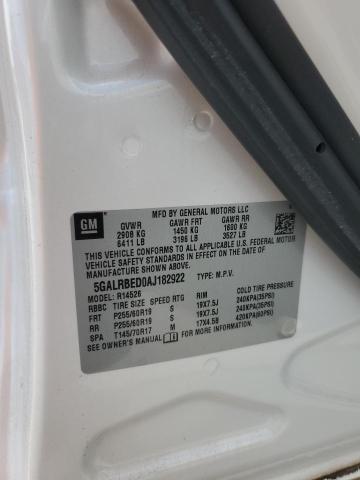 GM
MFD BY GENERAL MOTORS LLC
GVWR GAWR FRT GAWR RR
2908 KG 1450 KG 1600 KG
6411 LB 3196 LB 3527 LB
THIS VEHICLE CONFORMS TO ALL APPLICABLE U.S. FEDERAL MOTOR
VEHICLE SAFETY STANDARDS IN EFFECT ON THE DATE OF
MANUFACTURE SHOWN ABOVE.
5GALRBED0AJ182922 TYPE: M.P.V.
MODEL: R14526
RBBC TIRE SIZE SPEED RTG RIM
FRT P255/60R19 S 19X7.5J 240KPA(35PSI)
RR P255/60R19 S 19X7.5J 240KPA(35PSI)
SPA T145/70R17 M 17X4.5B 420KPA(60PSI)
SEE OWNER'S MANUAL FOR MORE INFORMATION.